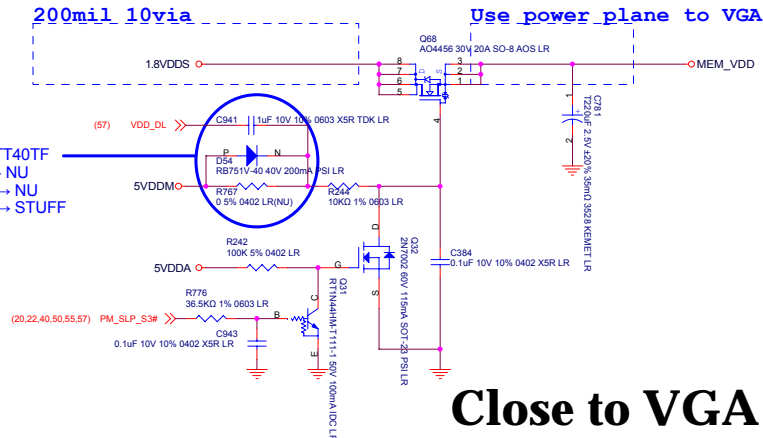 200mil 10via
Use power plane to VGA
Q68
AO4456 30V 20A SO-8 AOS LR
1.8VDDS
8
7
6
5
D
S
3
2
1
4
MEM_VDD
1
C781
T220uF 2.5V ±20% 35mΩ 3528 KEMET LR
+
2
(57) VDD_DL
C941
1uF 10V 10% 0603 X5R TDK LR
TT40TF
NU
→ NU
→ STUFF
P
N
D54
RB751V-40 40V 200mA PSI LR
5VDDM
R767
0 5% 0402 LR(NU)
R244
10KΩ 1% 0603 LR
R242
100K 5% 0402 LR
5VDDA
D
G
S
Q32
2N7002 60V 115mA SOT-23 PSI LR
C384
0.1uF 10V 10% 0402 X5R LR
R776
36.5KΩ 1% 0603 LR
(20,22,40,50,55,57) PM_SLP_S3#
C
B
E
Q31
RT1N44HM-T111-1 50V 100mA IDC LR
C943
0.1uF 10V 10% 0402 X5R LR
Close to VGA